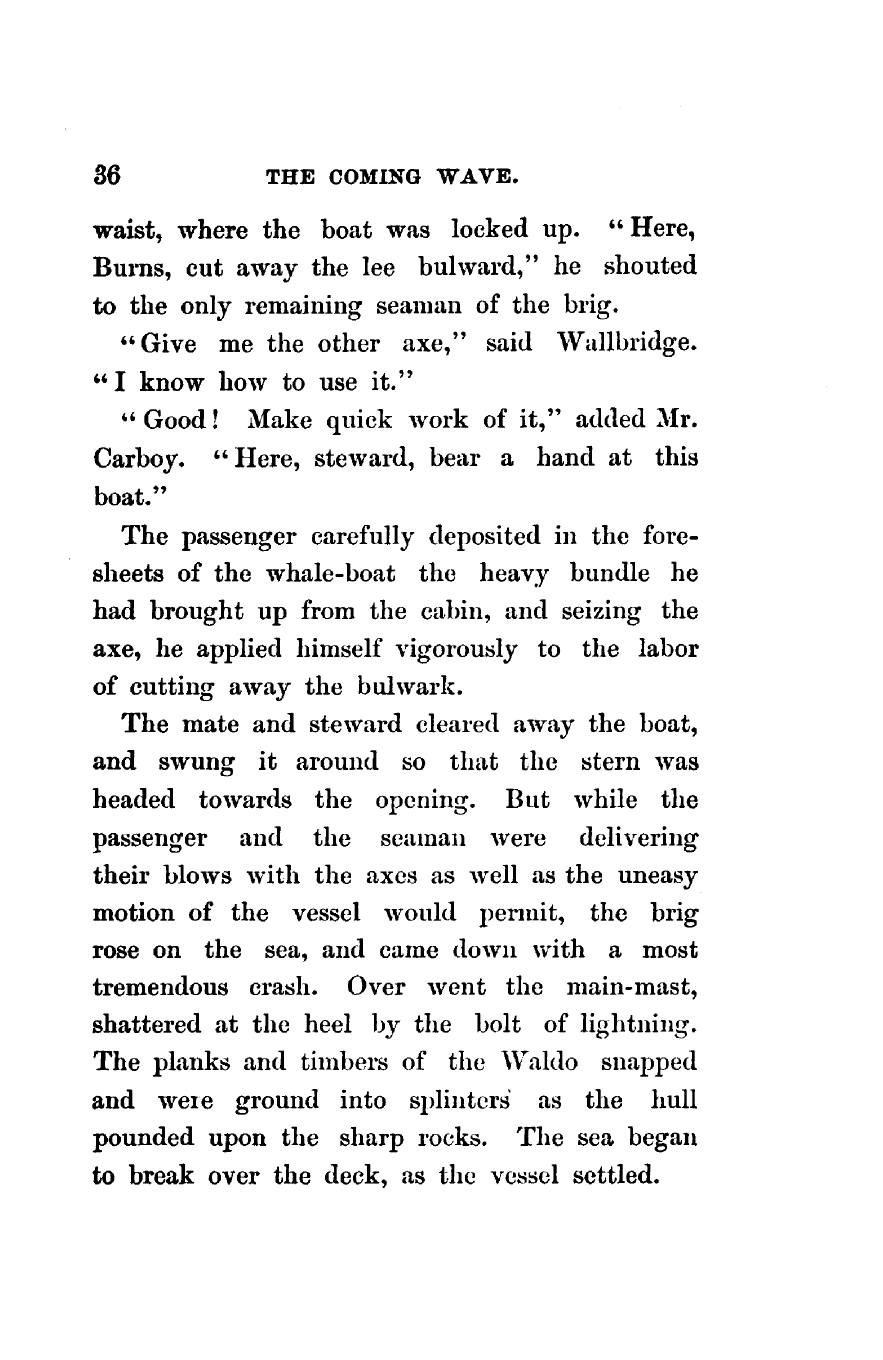 36 THE COMING WAVE.
waist, where the boat was locked up. “Here,
Burns, cut away the lee bulward,” he shouted
to the only remaining seaman of the brig.
“Give me the other axe,” said Wallbridge.
“I know how to use it.”
“Good! Make quick work of it,” added Mr.
Carboy. “Here, steward, bear a hand at this
boat.”
The passenger carefully deposited in the fore-
sheets of the whale-boat the heavy bundle he
had brought up from the cabin, and seizing the
axe, he applied himself vigorously to the labor
of cutting away the bulwark.
The mate and steward cleared away the boat,
and swung it around so that the stern was
headed towards the opening. But while the
passenger and the seaman were delivering
their blows with the axes as well as the uneasy
motion of the vessel would permit, the brig
rose on the sea, and came down with a most
tremendous crash. Over went the main-mast,
shattered at the heel by the bolt of lightning.
The planks and timbers of the Waldo snapped
and were ground into splinters as the hull
pounded upon the sharp rocks. The sea began
to break over the deck, as the vessel settled.